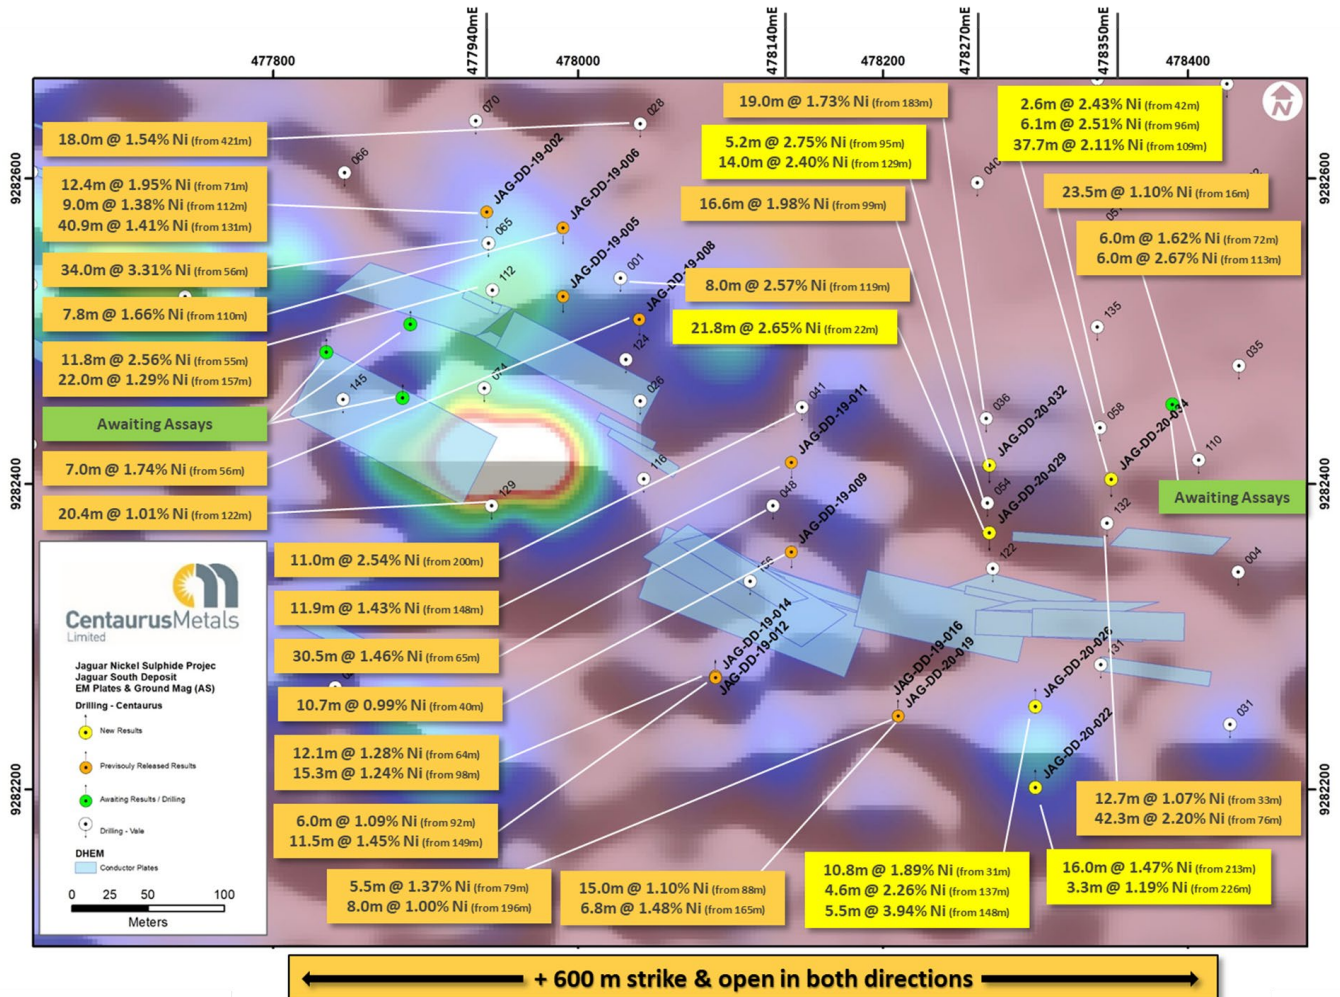 477940mE
478140mE
478270mE
478350mE
477800
478000
478200
478400
9282600
9282400
9282200
9282600
9282400
9282200
N
18.0m @ 1.54% Ni (from 421m)
12.4m @ 1.95% Ni (from 71m)
9.0m @ 1.38% Ni (from 112m)
40.9m @ 1.41% Ni (from 131m)
34.0m @ 3.31% Ni (from 56m)
7.8m @ 1.66% Ni (from 110m)
11.8m @ 2.56% Ni (from 55m)
22.0m @ 1.29% Ni (from 157m)
Awaiting Assays
7.0m @ 1.74% Ni (from 56m)
20.4m @ 1.01% Ni (from 122m)
19.0m @ 1.73% Ni (from 183m)
5.2m @ 2.75% Ni (from 95m)
14.0m @ 2.40% Ni (from 129m)
16.6m @ 1.98% Ni (from 99m)
8.0m @ 2.57% Ni (from 119m)
21.8m @ 2.65% Ni (from 22m)
2.6m @ 2.43% Ni (from 42m)
6.1m @ 2.51% Ni (from 96m)
37.7m @ 2.11% Ni (from 109m)
23.5m @ 1.10% Ni (from 16m)
6.0m @ 1.62% Ni (from 72m)
6.0m @ 2.67% Ni (from 113m)
Awaiting Assays
070
028
066
JAG-DD-19-002
JAG-DD-19-006
065
JAG-DD-19-005
112
001
JAG-DD-19-008
124
074
145
026
041
JAG-DD-19-011
116
129
048
JAG-DD-19-009
156
JAG-DD-19-014
JAG-DD-19-012
JAG-DD-19-016
JAG-DD-20-019
036
JAG-DD-20-032
054
JAG-DD-20-029
122
135
035
058
JAG-DD-20-034
110
132
004
JAG-DD-20-026
131
JAG-DD-20-022
031
11.0m @ 2.54% Ni (from 200m)
11.9m @ 1.43% Ni (from 148m)
30.5m @ 1.46% Ni (from 65m)
10.7m @ 0.99% Ni (from 40m)
12.1m @ 1.28% Ni (from 64m)
15.3m @ 1.24% Ni (from 98m)
6.0m @ 1.09% Ni (from 92m)
11.5m @ 1.45% Ni (from 149m)
5.5m @ 1.37% Ni (from 79m)
8.0m @ 1.00% Ni (from 196m)
15.0m @ 1.10% Ni (from 88m)
6.8m @ 1.48% Ni (from 165m)
10.8m @ 1.89% Ni (from 31m)
4.6m @ 2.26% Ni (from 137m)
5.5m @ 3.94% Ni (from 148m)
12.7m @ 1.07% Ni (from 33m)
42.3m @ 2.20% Ni (from 76m)
16.0m @ 1.47% Ni (from 213m)
3.3m @ 1.19% Ni (from 226m)
CentaurusMetals
Limited
Jaguar Nickel Sulphide Projec
Jaguar South Deposit
EM Plates & Ground Mag (AS)
Drilling - Centaurus
New Results
Previsouly Released Results
Awaiting Results / Drilling
Drilling - Vale
DHEM
Conductor Plates
0 25 50 100
Meters
+ 600 m strike & open in both directions